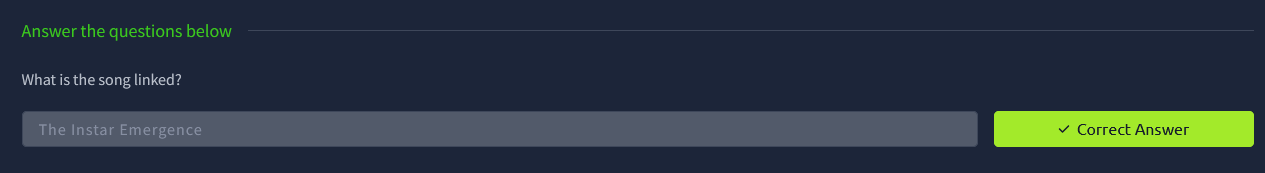 Answer the questions below
What is the song linked?
The Instar Emergence
✓ Correct Answer